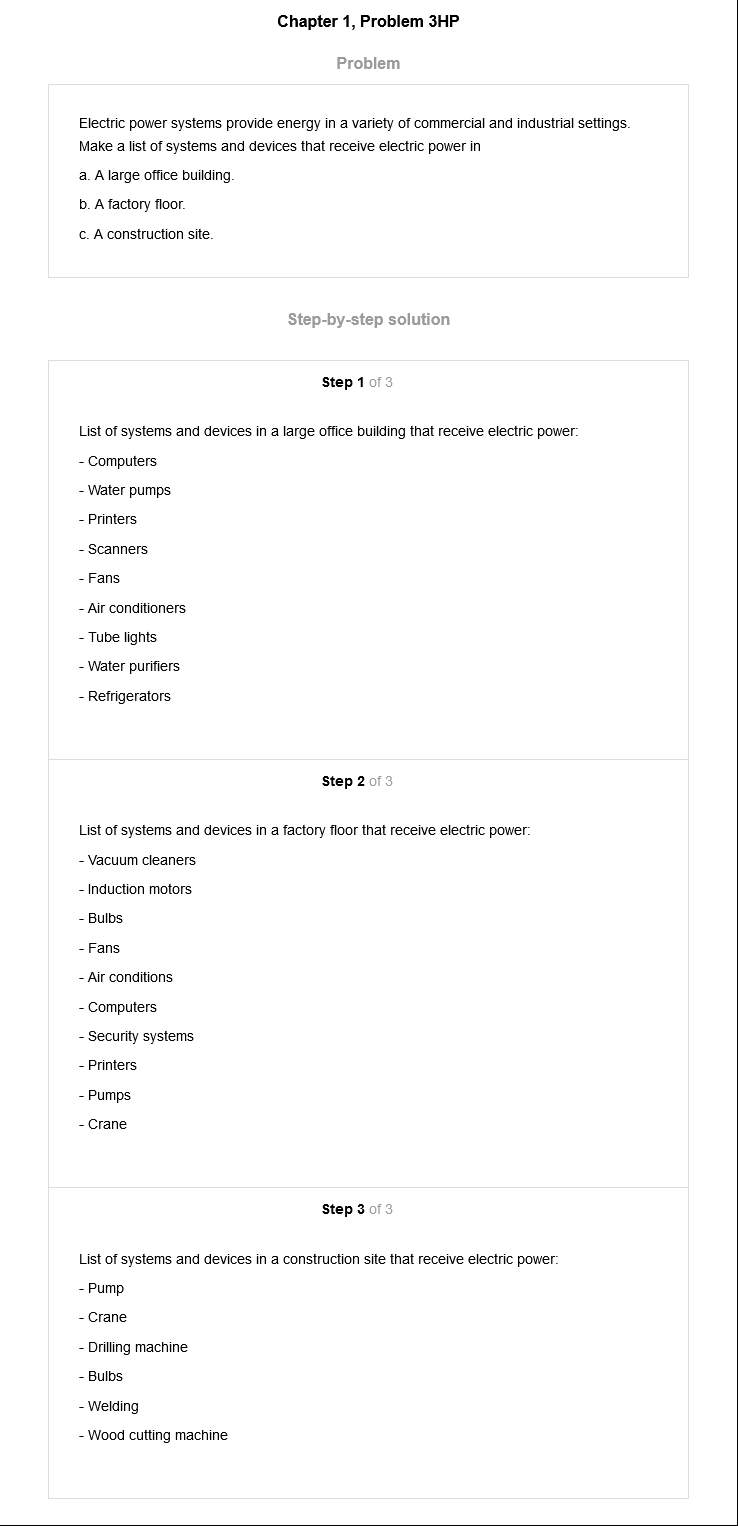 Chapter 1, Problem 3HP
Problem
Electric power systems provide energy in a variety of commercial and industrial settings.
Make a list of systems and devices that receive electric power in
a. A large office building.
b. A factory floor.
c. A construction site.
Step-by-step solution
Step 1 of 3
List of systems and devices in a large office building that receive electric power:
- Computers
- Water pumps
- Printers
- Scanners
- Fans
- Air conditioners
- Tube lights
- Water purifiers
- Refrigerators
Step 2 of 3
List of systems and devices in a factory floor that receive electric power:
- Vacuum cleaners
- Induction motors
- Bulbs
- Fans
- Air conditions
- Computers
- Security systems
- Printers
- Pumps
- Crane
Step 3 of 3
List of systems and devices in a construction site that receive electric power:
- Pump
- Crane
- Drilling machine
- Bulbs
- Welding
- Wood cutting machine